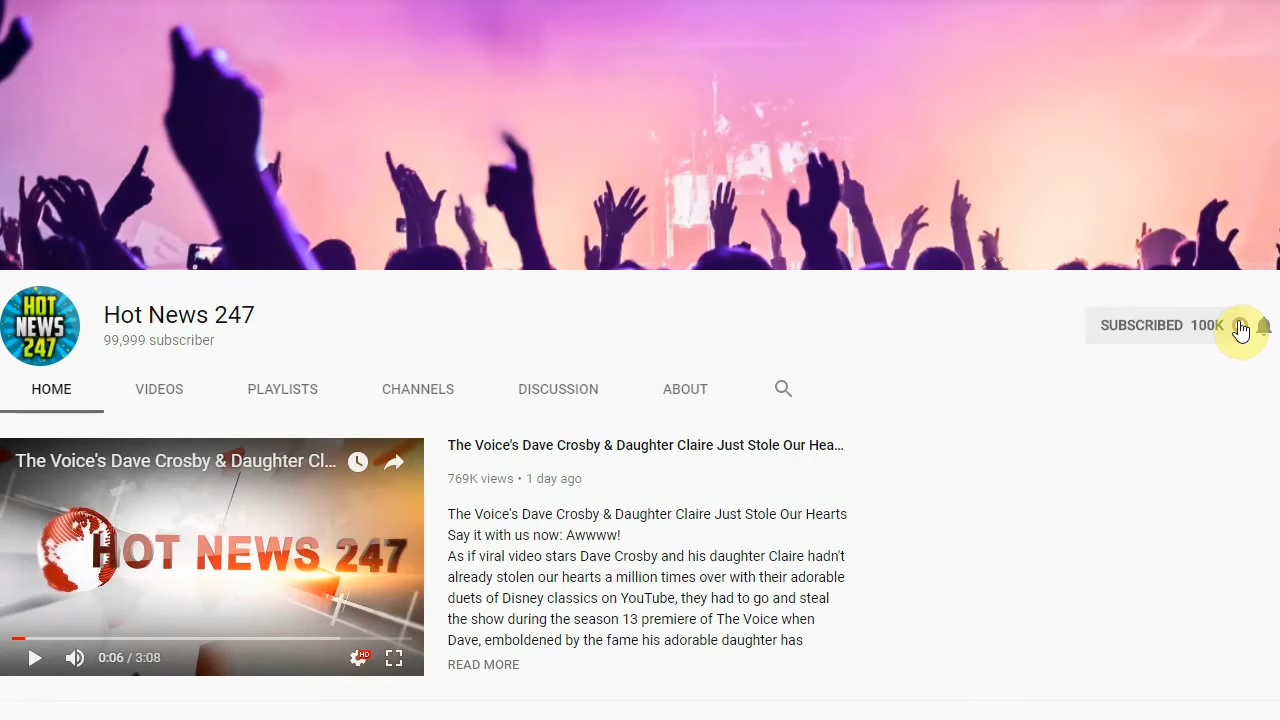 HOT
NEWS
247
Hot News 247
99,999 subscriber
SUBSCRIBED 100K
HOME VIDEOS PLAYLISTS CHANNELS DISCUSSION ABOUT
The Voice's Dave Crosby & Daughter Cl...
HOT NEWS 247
0:06 / 3:08
HD
The Voice's Dave Crosby & Daughter Claire Just Stole Our Hea...
769K views • 1 day ago
The Voice's Dave Crosby & Daughter Claire Just Stole Our Hearts
Say it with us now: Awwww!
As if viral video stars Dave Crosby and his daughter Claire hadn't
already stolen our hearts a million times over with their adorable
duets of Disney classics on YouTube, they had to go and steal
the show during the season 13 premiere of The Voice when
Dave, emboldened by the fame his adorable daughter has
READ MORE